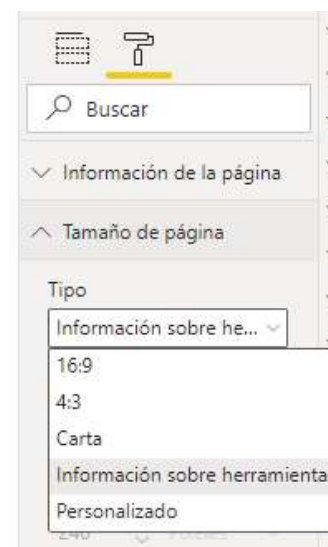 Buscar
Información de la página
Tamaño de página
Tipo
Información sobre he...
16:9
4:3
Carta
Información sobre herramienta
Personalizado